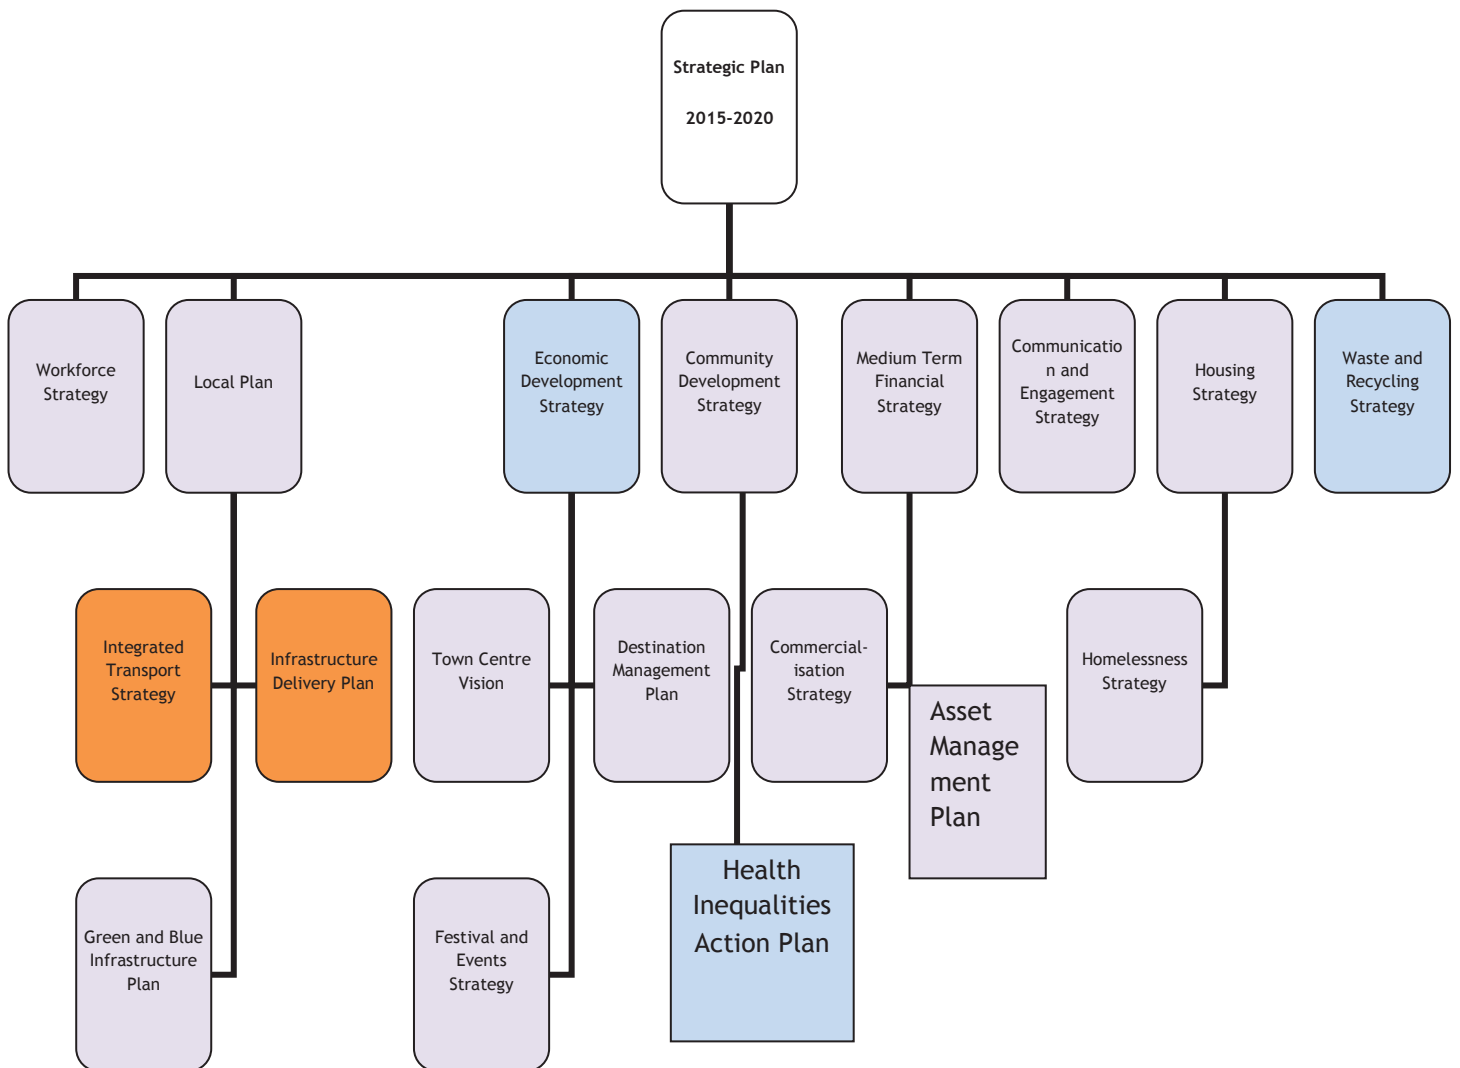 Strategic Plan
2015-2020
Workforce
Strategy
Local Plan
Economic
Development
Strategy
Community
Development
Strategy
Medium Term
Financial
Strategy
Communicatio
n and
Engagement
Strategy
Housing
Strategy
Waste and
Recycling
Strategy
Integrated
Transport
Strategy
Infrastructure
Delivery Plan
Town Centre
Vision
Destination
Management
Plan
Commercial-
isation
Strategy
Asset
Manage
ment
Plan
Homelessness
Strategy
Green and Blue
Infrastructure
Plan
Festival and
Events
Strategy
Health
Inequalities
Action Plan